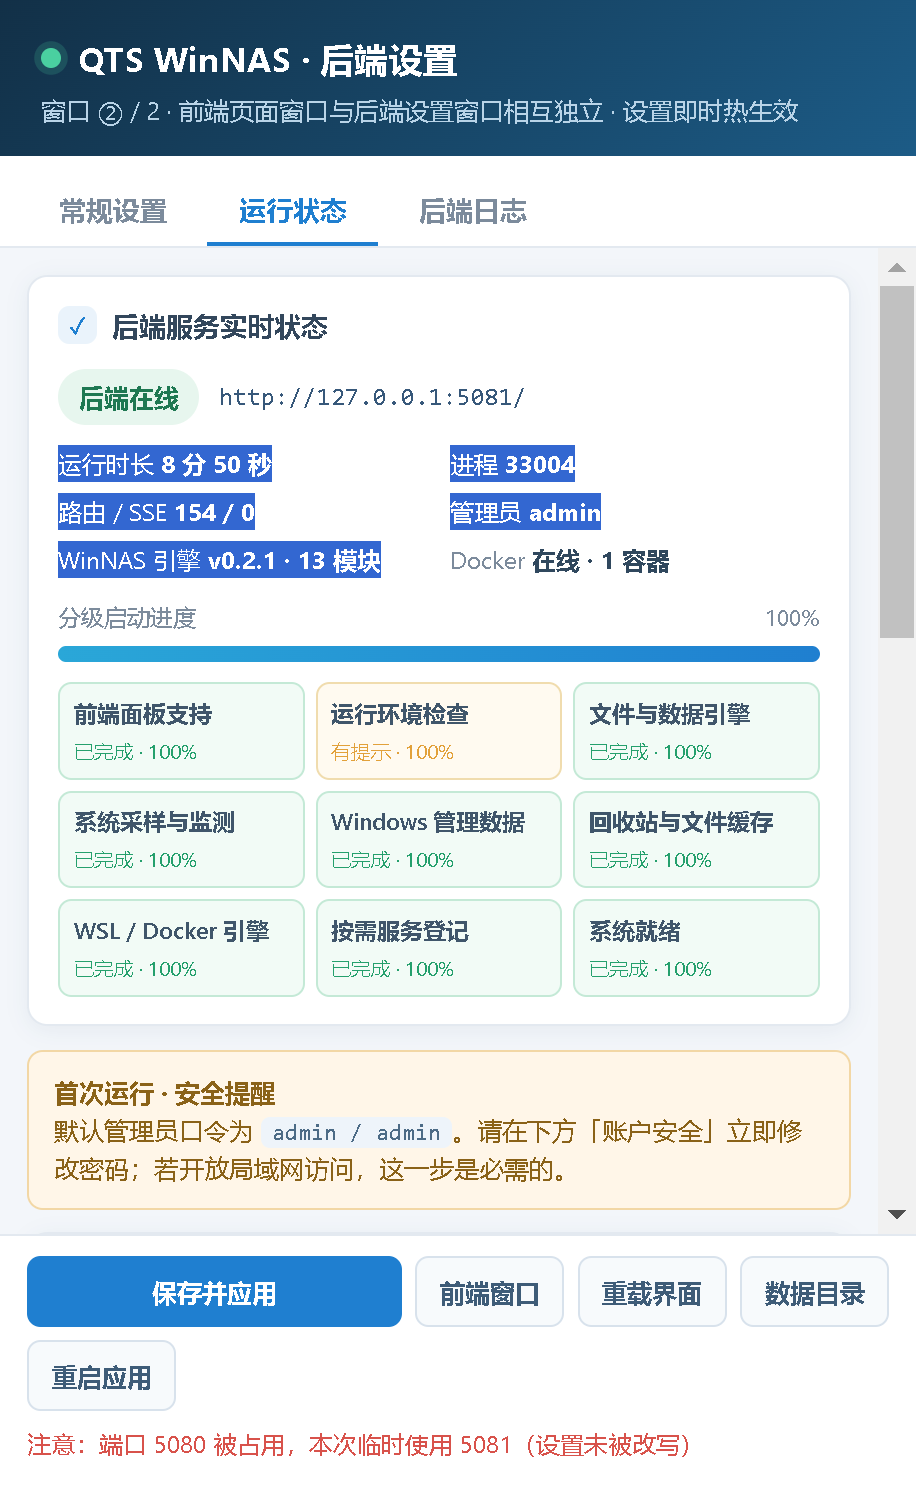 QTS WinNAS · 后端设置
窗口 ② / 2 · 前端页面窗口与后端设置窗口相互独立 · 设置即时热生效
常规设置 运行状态 后端日志
✓ 后端服务实时状态
后端在线 http://127.0.0.1:5081/
运行时长 8 分 50 秒 进程 33004
路由 / SSE 154 / 0 管理员 admin
WinNAS 引擎 v0.2.1 · 13 模块 Docker 在线 · 1 容器
分级启动进度 100%
前端面板支持 运行环境检查 文件与数据引擎
已完成 · 100% 有提示 · 100% 已完成 · 100%
系统采样与监测 Windows 管理数据 回收站与文件缓存
已完成 · 100% 已完成 · 100% 已完成 · 100%
WSL / Docker 引擎 按需服务登记 系统就绪
已完成 · 100% 已完成 · 100% 已完成 · 100%
首次运行 · 安全提醒
默认管理员口令为 admin / admin 。请在下方「账户安全」立即修
改密码；若开放局域网访问，这一步是必需的。
保存并应用 前端窗口 重载界面 数据目录
重启应用
注意：端口 5080 被占用，本次临时使用 5081（设置未被改写）